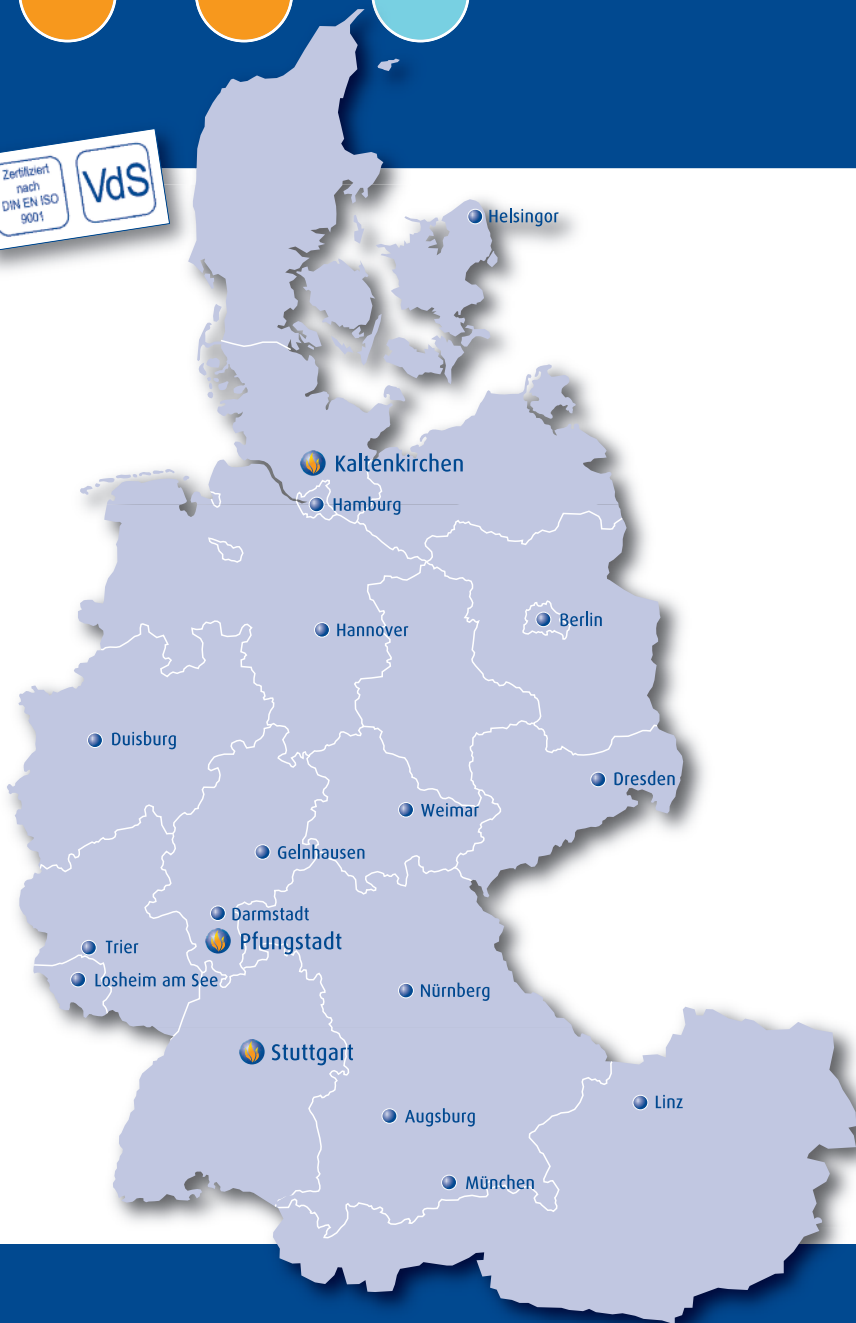 Zertifiziert
nach
DIN EN ISO
9001
VdS
Helsingor
Kaltenkirchen
Hamburg
Hannover
Berlin
Duisburg
Dresden
Weimar
Gelnhausen
Darmstadt
Pfungstadt
Trier
Losheim am See
Nürnberg
Stuttgart
Linz
Augsburg
München